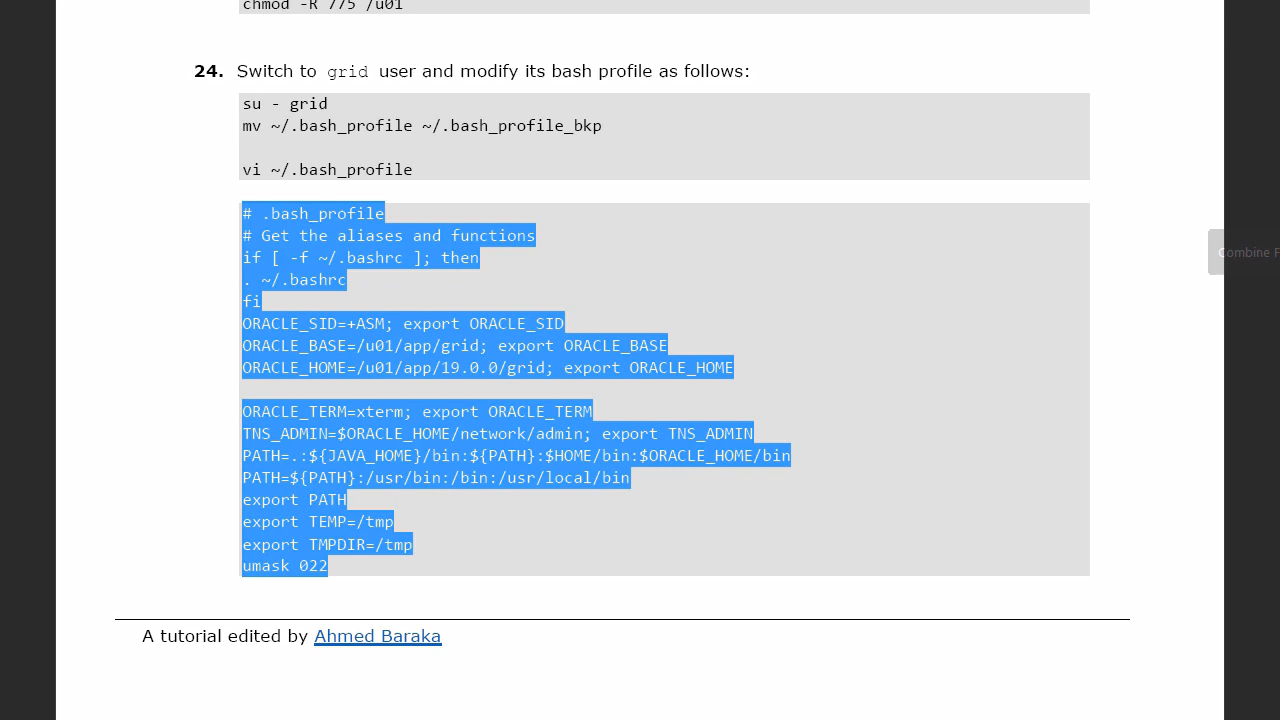 chmod -R 775 /u01
24. Switch to grid user and modify its bash profile as follows:
su - grid
mv ~/.bash_profile ~/.bash_profile_bkp
vi ~/.bash_profile
# .bash_profile
# Get the aliases and functions
if [ -f ~/.bashrc ]; then
. ~/.bashrc
fi
ORACLE_SID=+ASM; export ORACLE_SID
ORACLE_BASE=/u01/app/grid; export ORACLE_BASE
ORACLE_HOME=/u01/app/19.0.0/grid; export ORACLE_HOME
ORACLE_TERM=xterm; export ORACLE_TERM
TNS_ADMIN=$ORACLE_HOME/network/admin; export TNS_ADMIN
PATH=.:${JAVA_HOME}/bin:${PATH}:$HOME/bin:$ORACLE_HOME/bin
PATH=${PATH}:/usr/bin:/bin:/usr/local/bin
export PATH
export TEMP=/tmp
export TMPDIR=/tmp
umask 022
Combine F
A tutorial edited by Ahmed Baraka